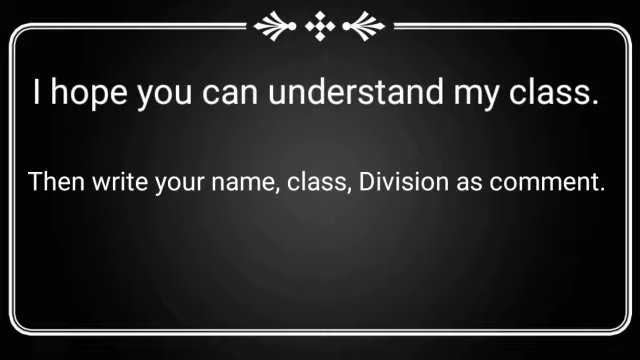 I hope you can understand my class.
Then write your name, class, Division as comment.